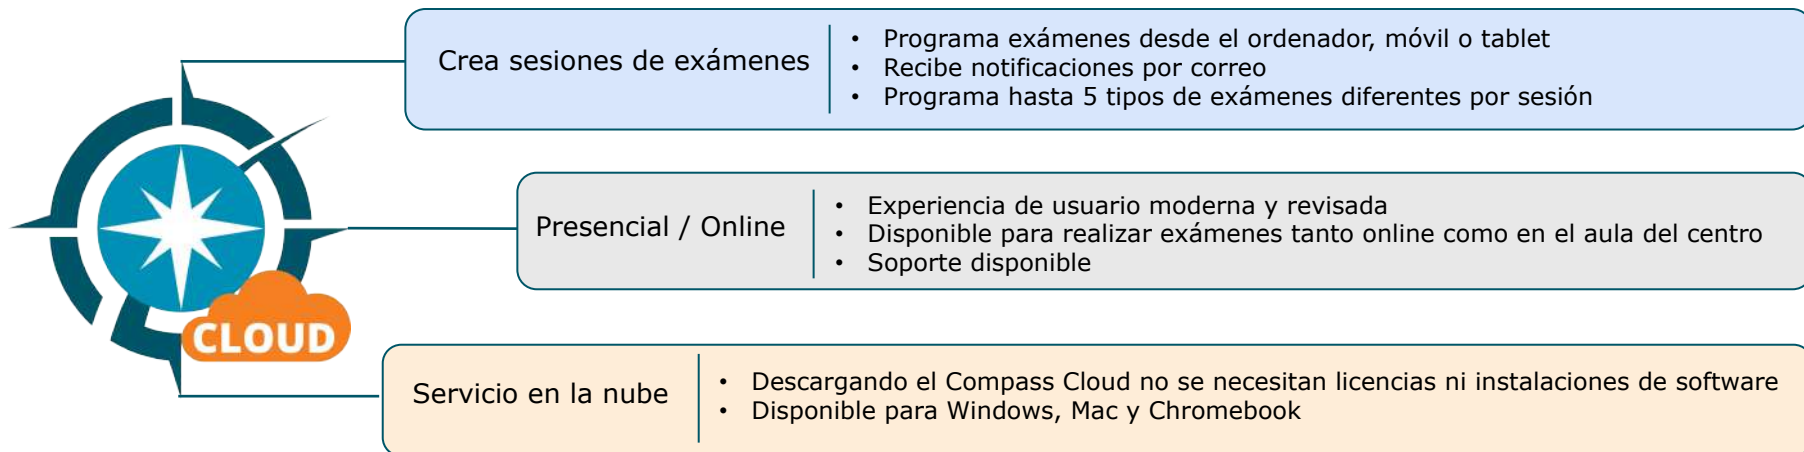 Crea sesiones de exámenes
• Programa exámenes desde el ordenador, móvil o tablet
• Recibe notificaciones por correo
• Programa hasta 5 tipos de exámenes diferentes por sesión
Presencial / Online
• Experiencia de usuario moderna y revisada
• Disponible para realizar exámenes tanto online como en el aula del centro
• Soporte disponible
CLOUD
Servicio en la nube
• Descargando el Compass Cloud no se necesitan licencias ni instalaciones de software
• Disponible para Windows, Mac y Chromebook